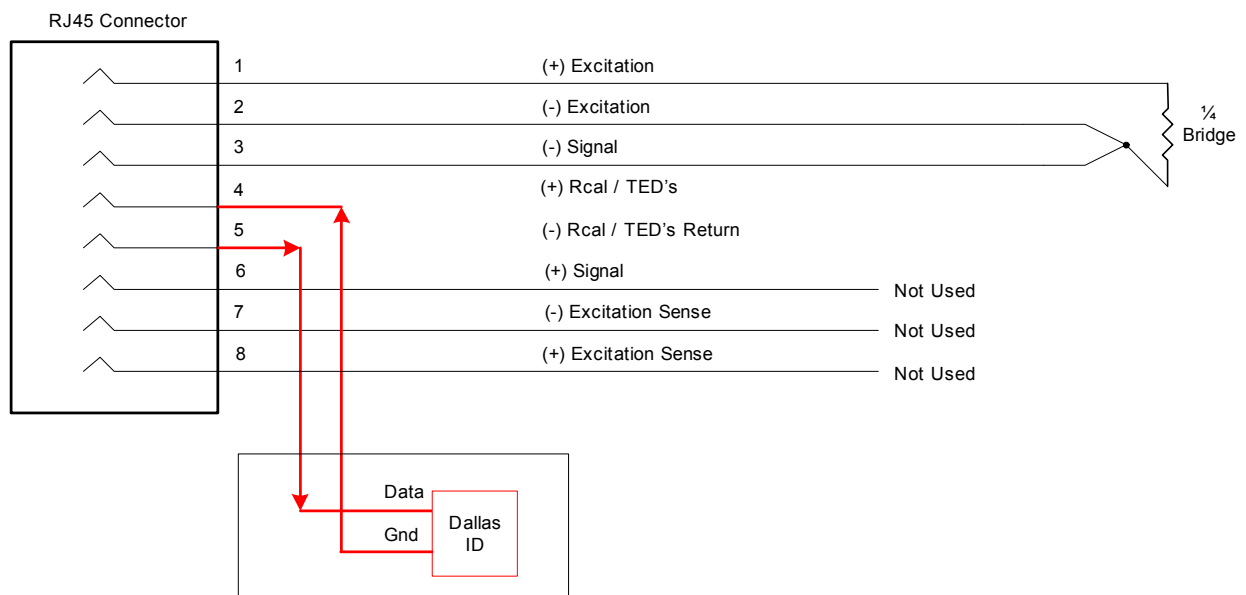 RJ45 Connector
1 (+) Excitation
2 (-) Excitation
¼
Bridge
3 (-) Signal
4 (+) Rcal / TED's
5 (-) Rcal / TED's Return
6 (+) Signal
Not Used
7 (-) Excitation Sense
Not Used
8 (+) Excitation Sense
Not Used
Data
Gnd
Dallas
ID